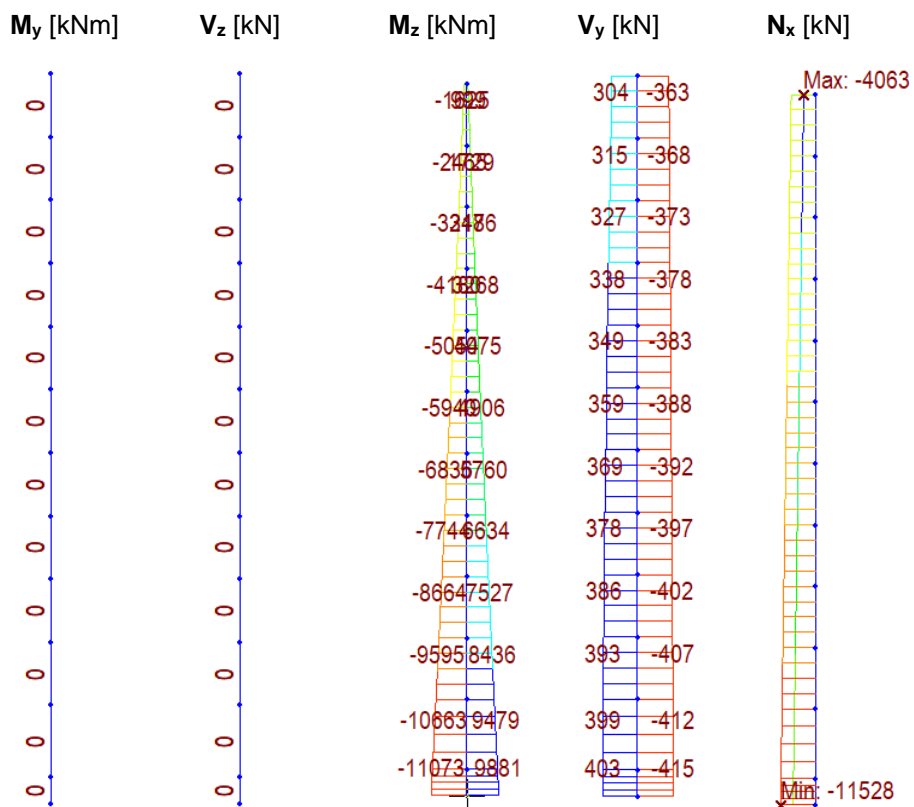 My [kNm] Vz [kN] Mz [kNm] Vy [kN] Nx [kN]
Max: -4063
0 0 304 -363
0 0 315 -368
0 0 327 -373
0 0 338 -378
0 0 349 -383
0 0 -5940 4906 359 -388
0 0 369 -392
0 0 -7744 6634 378 -397
0 0 -8664 7527 386 -402
0 0 -9595 8436 393 -407
0 0 -10663 9479 399 -412
0 0 -11073 9881 403 -415
Min: -11528